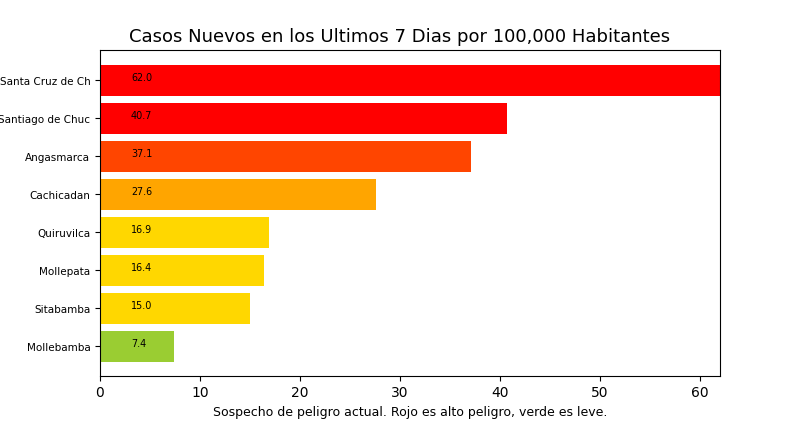 Casos Nuevos en los Ultimos 7 Dias por 100,000 Habitantes
Santa Cruz de Ch 62.0
Santiago de Chuc 40.7
Angasmarca 37.1
Cachicadan 27.6
Quiruvilca 16.9
Mollepata 16.4
Sitabamba 15.0
Mollebamba 7.4
0 10 20 30 40 50 60
Sospecho de peligro actual. Rojo es alto peligro, verde es leve.